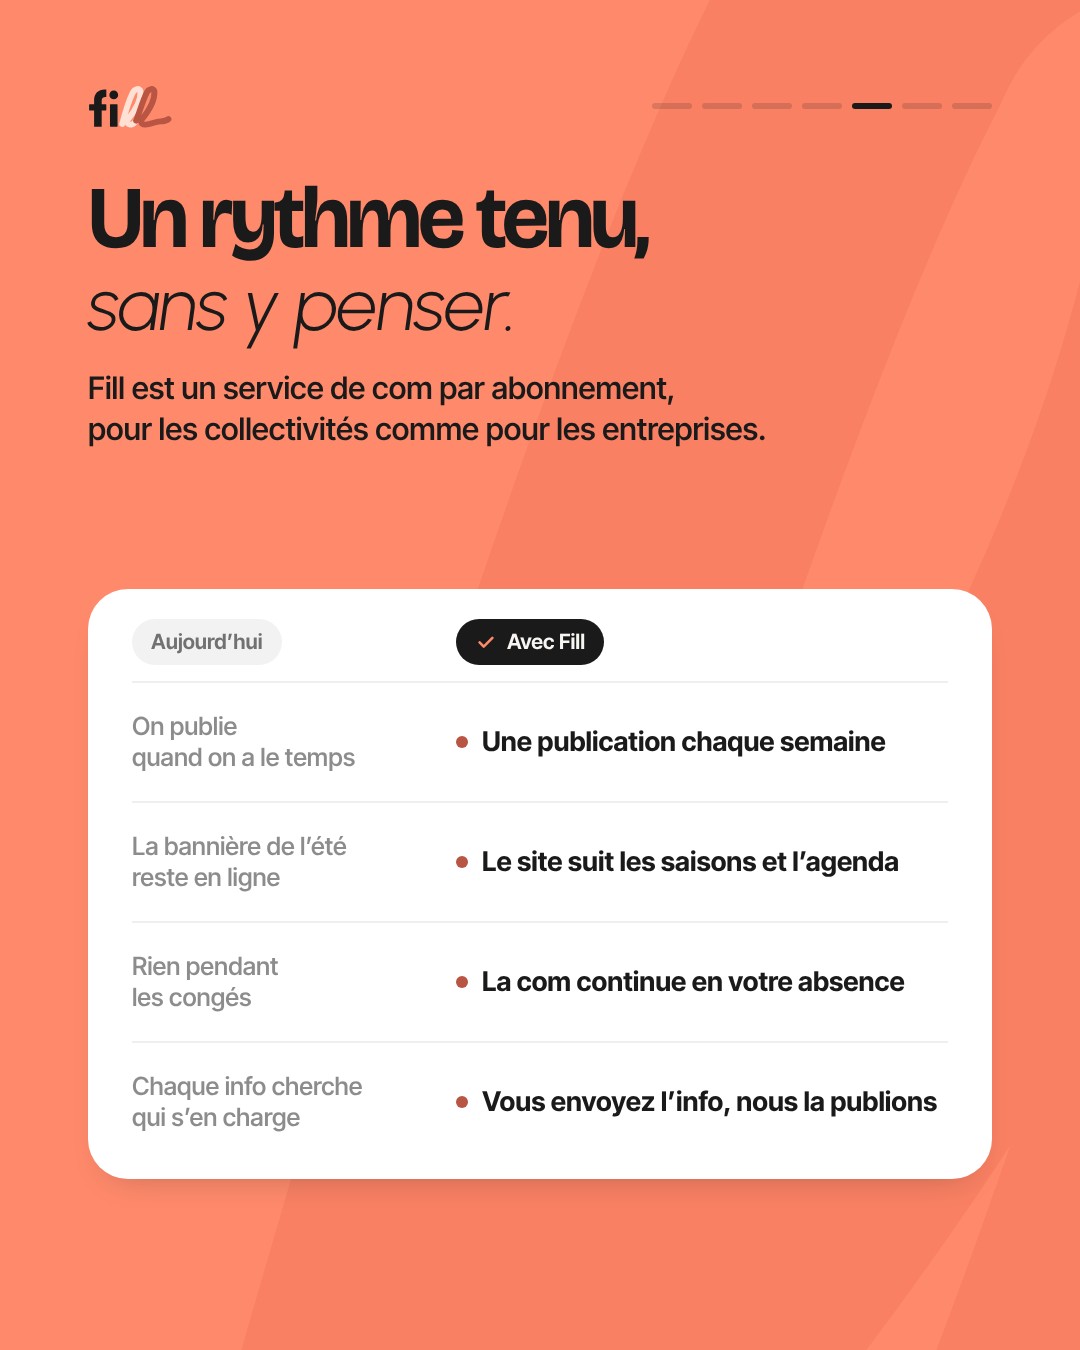 fill
Un rythme tenu,
sans y penser.
Fill est un service de com par abonnement,
pour les collectivités comme pour les entreprises.
Aujourd’hui
Avec Fill
On publie
quand on a le temps
Une publication chaque semaine
La bannière de l’été
reste en ligne
Le site suit les saisons et l’agenda
Rien pendant
les congés
La com continue en votre absence
Chaque info cherche
qui s’en charge
Vous envoyez l’info, nous la publions